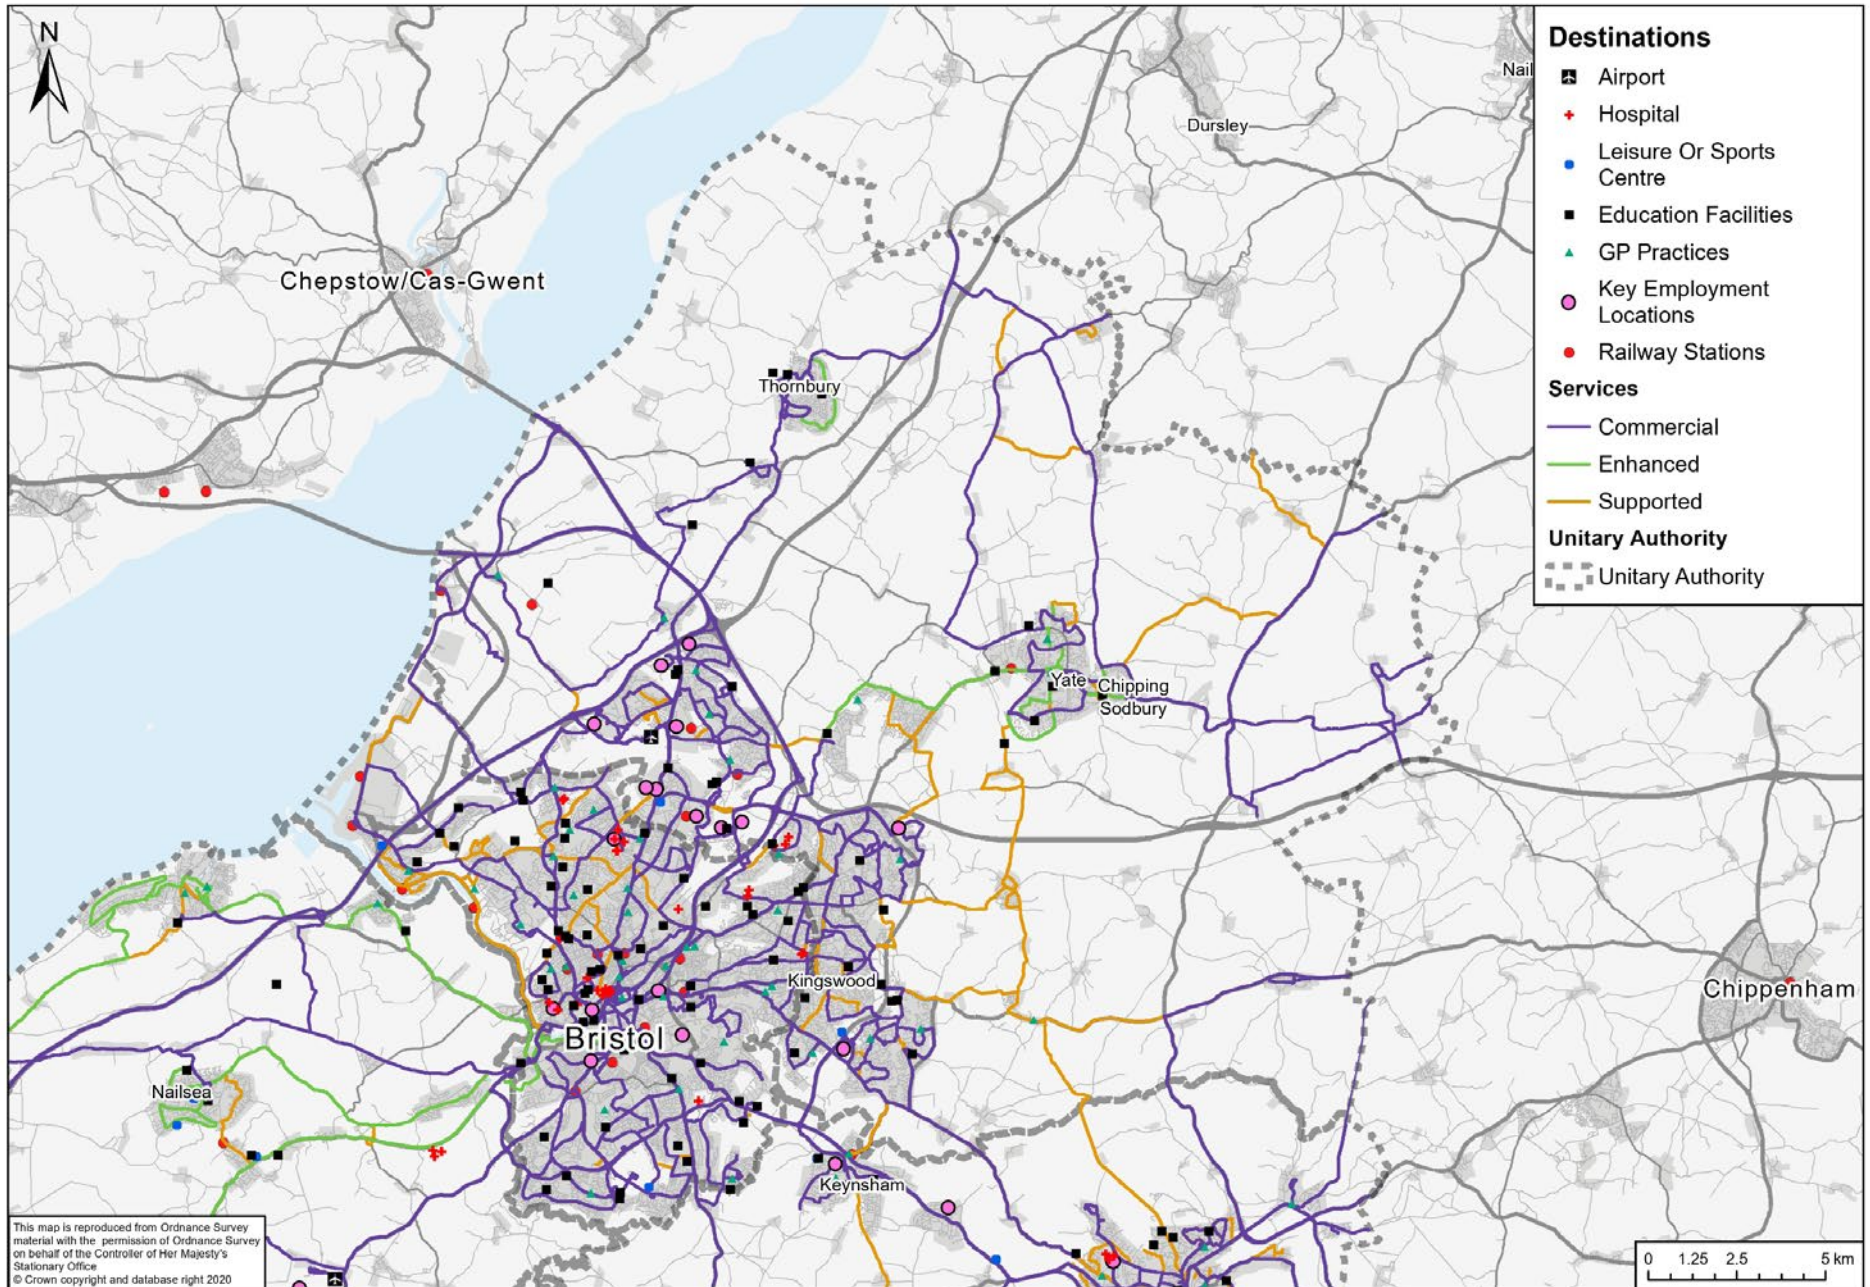 N
Chepstow/Cas-Gwent
Dursley
Nail
Thornbury
Yate
Chipping
Sodbury
Kingswood
Bristol
Nailsea
Keynsham
Chippenham
Destinations
Airport
Hospital
Leisure Or Sports
Centre
Education Facilities
GP Practices
Key Employment
Locations
Railway Stations
Services
Commercial
Enhanced
Supported
Unitary Authority
Unitary Authority
This map is reproduced from Ordnance Survey
material with the permission of Ordnance Survey
on behalf of the Controller of Her Majesty's
Stationary Office
© Crown copyright and database right 2020
0 1.25 2.5 5 km